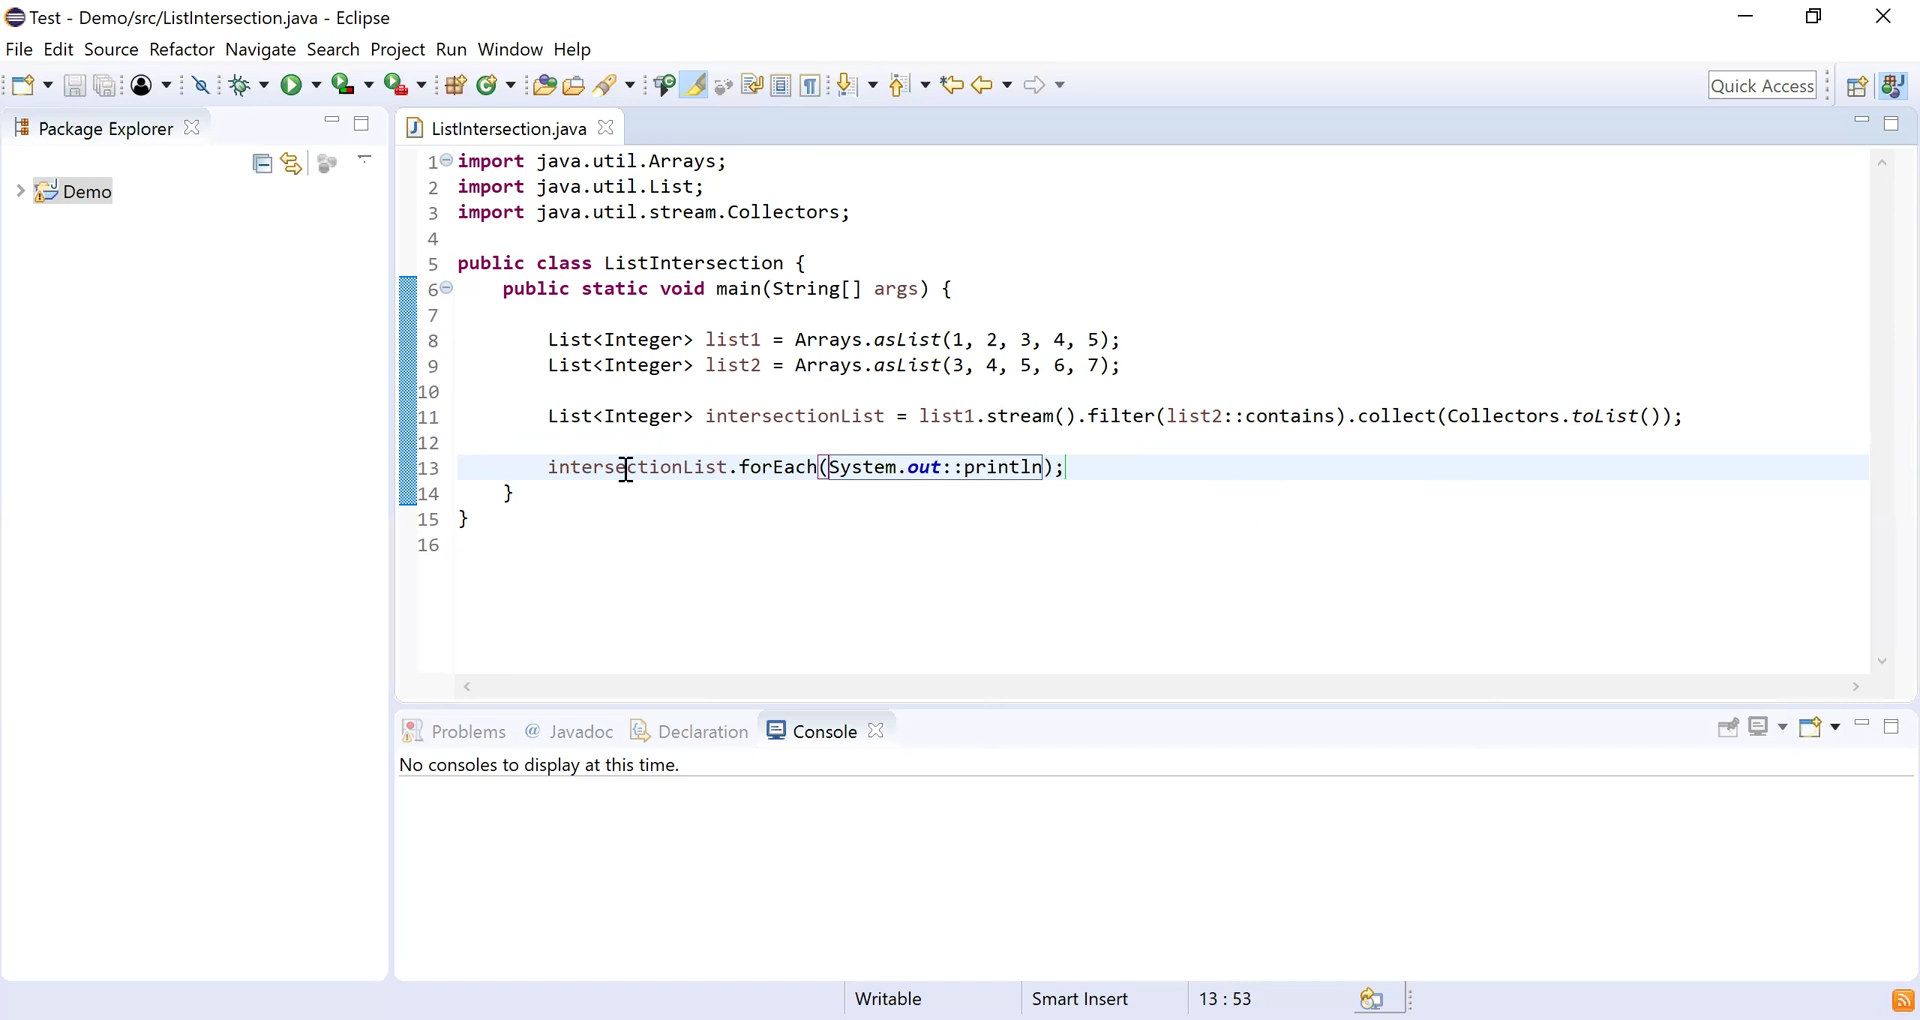 Test - Demo/src/ListIntersection.java - Eclipse
File Edit Source Refactor Navigate Search Project Run Window Help
Quick Access
Package Explorer
ListIntersection.java
Demo
1 import java.util.Arrays;
2 import java.util.List;
3 import java.util.stream.Collectors;
4
5 public class ListIntersection {
6 public static void main(String[] args) {
7
8 List<Integer> list1 = Arrays.asList(1, 2, 3, 4, 5);
9 List<Integer> list2 = Arrays.asList(3, 4, 5, 6, 7);
10
11 List<Integer> intersectionList = list1.stream().filter(list2::contains).collect(Collectors.toList());
12
13 intersectionList.forEach(System.out::println);
14 }
15 }
16
Problems @ Javadoc Declaration Console
No consoles to display at this time.
Writable Smart Insert 13 : 53